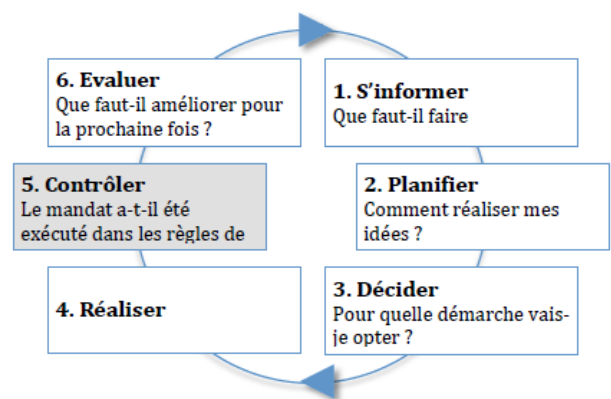 6. Evaluer
Que faut-il améliorer pour
la prochaine fois ?
1. S'informer
Que faut-il faire
5. Contrôler
Le mandat a-t-il été
exécuté dans les règles de
2. Planifier
Comment réaliser mes
idées ?
4. Réaliser
3. Décider
Pour quelle démarche vais-
je opter ?